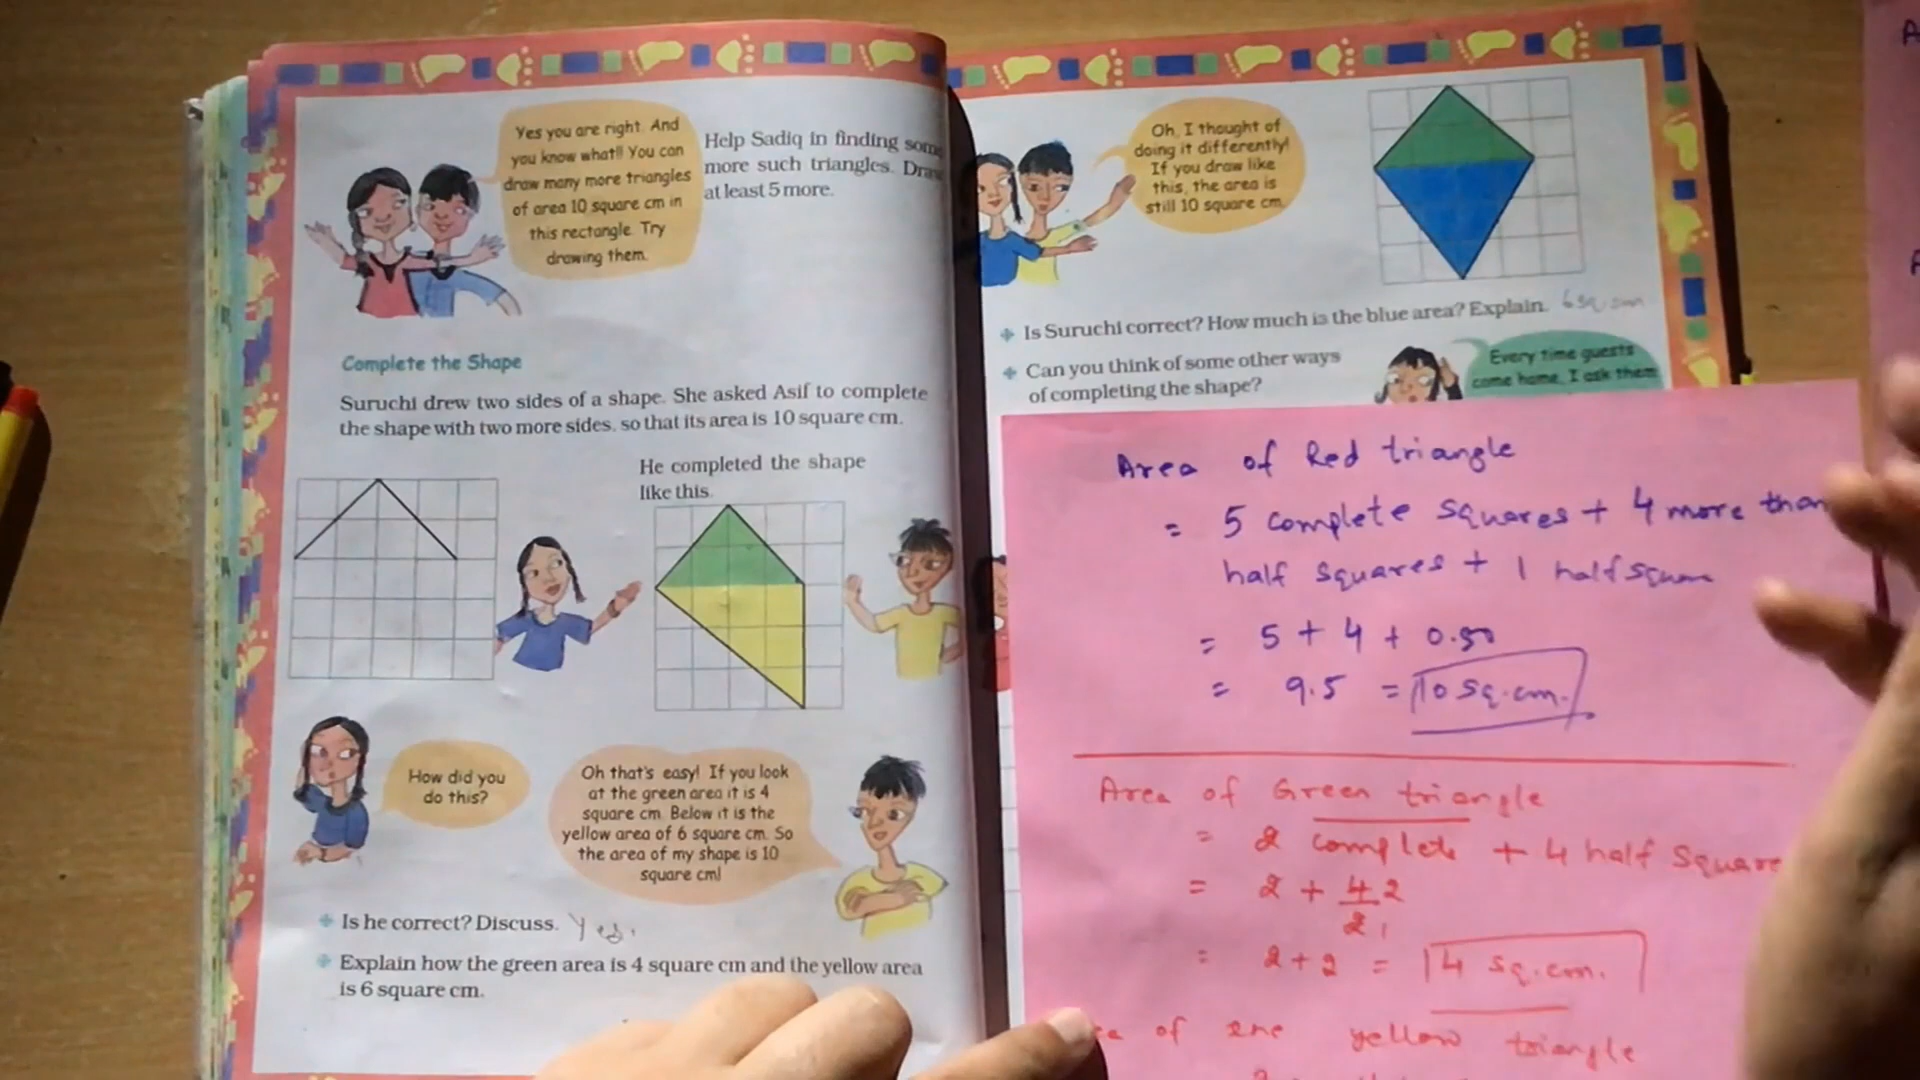 Yes you are right. And
you know what!! You can
draw many more triangles
of area 10 square cm in
this rectangle. Try
drawing them.
Help Sadiq in finding some
more such triangles. Draw
at least 5 more.
Complete the Shape
Suruchi drew two sides of a shape. She asked Asif to complete
the shape with two more sides, so that its area is 10 square cm.
He completed the shape
like this.
How did you
do this?
Oh that's easy! If you look
at the green area it is 4
square cm. Below it is the
yellow area of 6 square cm. So
the area of my shape is 10
square cm!
Is he correct? Discuss. Yes.
Explain how the green area is 4 square cm and the yellow area
is 6 square cm.
Oh, I thought of
doing it differently!
If you draw like
this, the area is
still 10 square cm.
Is Suruchi correct? How much is the blue area? Explain. 6 sq. cm
Can you think of some other ways
of completing the shape?
Every time guests
come home, I ask them
Area of Red triangle
= 5 complete squares + 4 more than
half squares + 1 half square
= 5 + 4 + 0.50
= 9.5 = 10 sq.cm.
Area of Green triangle
= 2 complete + 4 half Square
= 2 + 4/2 2 1
= 2 + 2 = 4 sq.cm.
of the yellow triangle